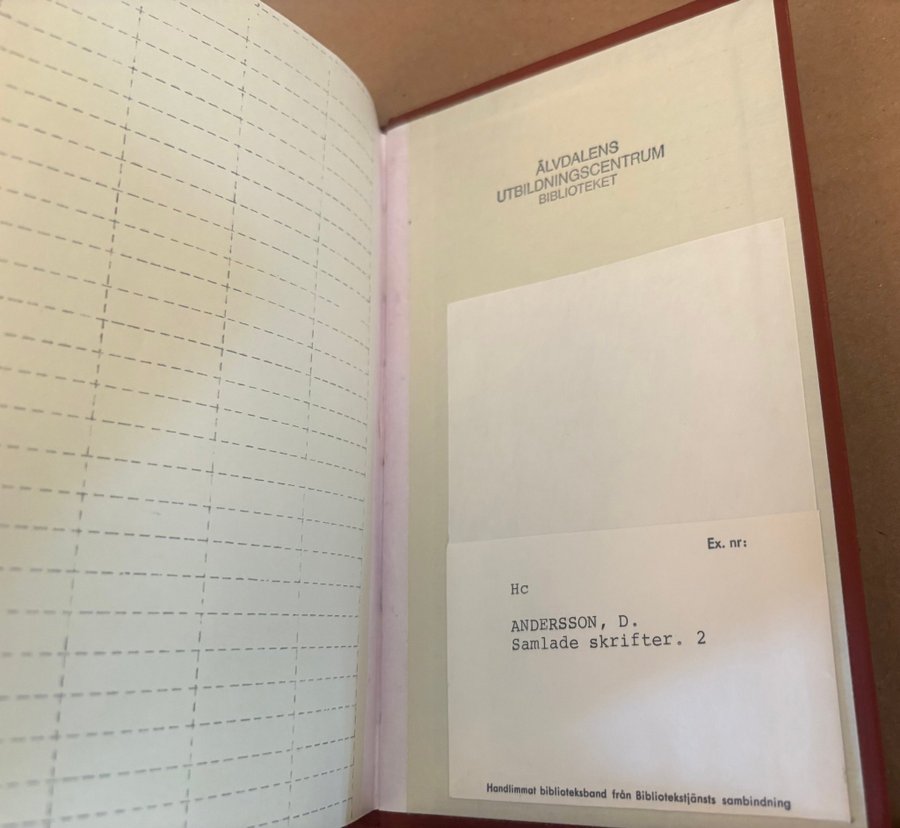 ÄLVDALENS
UTBILDNINGSCENTRUM
BIBLIOTEKET
Ex. nr:
Hc
ANDERSSON, D.
Samlade skrifter. 2
Handlimmat biblioteksband från Bibliotekstjänsts sambindning